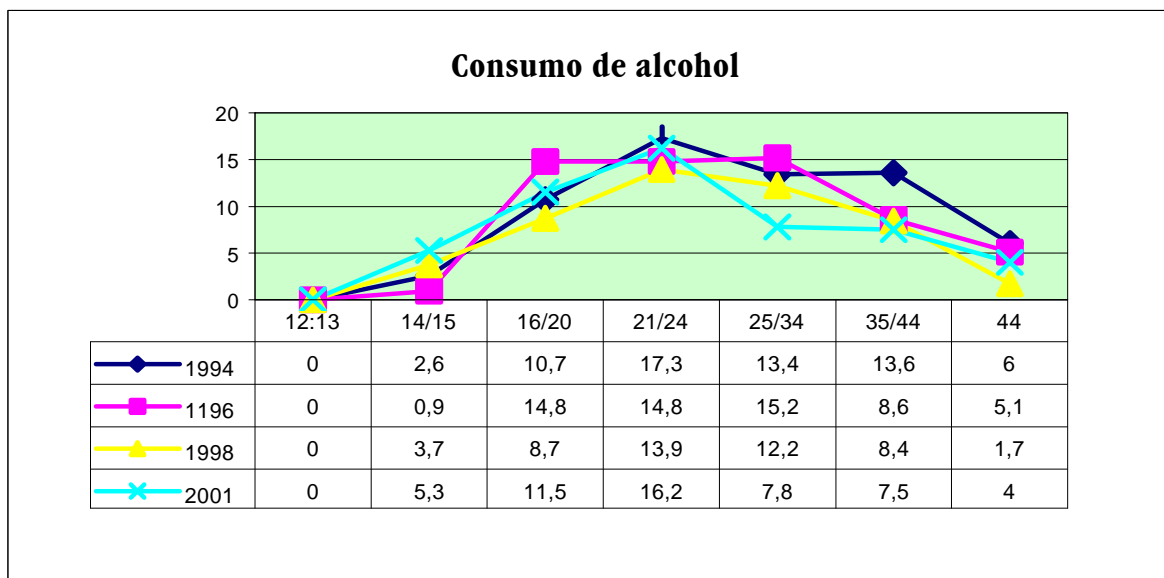 Consumo de alcohol
20
15
10
5
0
12:13 14/15 16/20 21/24 25/34 35/44 44
1994 0 2,6 10,7 17,3 13,4 13,6 6
1196 0 0,9 14,8 14,8 15,2 8,6 5,1
1998 0 3,7 8,7 13,9 12,2 8,4 1,7
2001 0 5,3 11,5 16,2 7,8 7,5 4